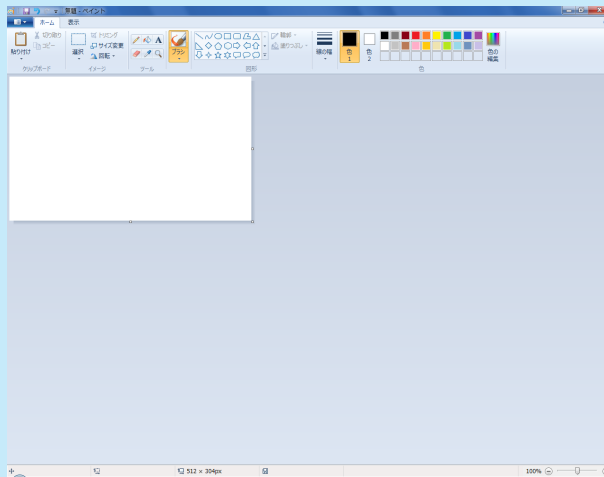 無題 - ペイント
ホーム 表示
貼り付け
切り取り
コピー
クリップボード
選択
トリミング
サイズ変更
回転
イメージ
A
ツール
ブラシ
輪郭
塗りつぶし
図形
線の幅
色
1
色
2
色の
編集
色
512 × 304px
100%